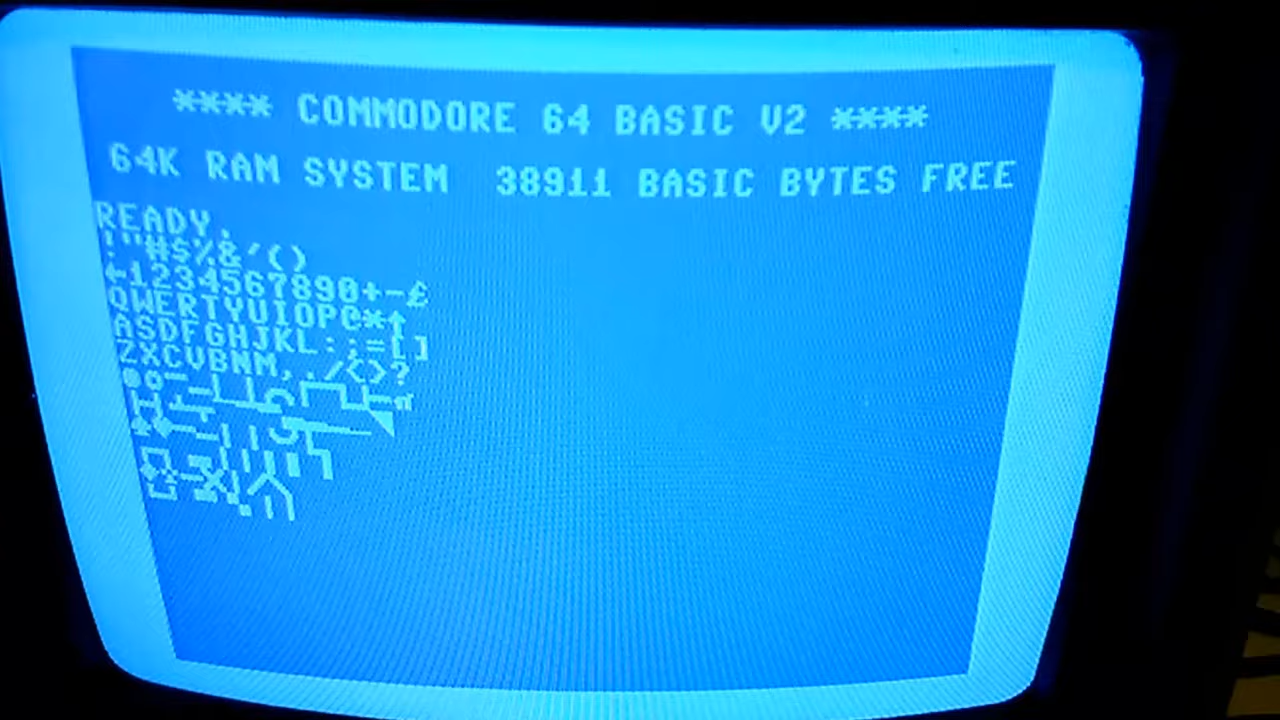 **** COMMODORE 64 BASIC V2 ****
64K RAM SYSTEM  38911 BASIC BYTES FREE
READY.
!"#$%&'()
←1234567890+-£
QWERTYUIOP@*↑
ASDFGHJKL:;=[]
ZXCVBNM,./<>?